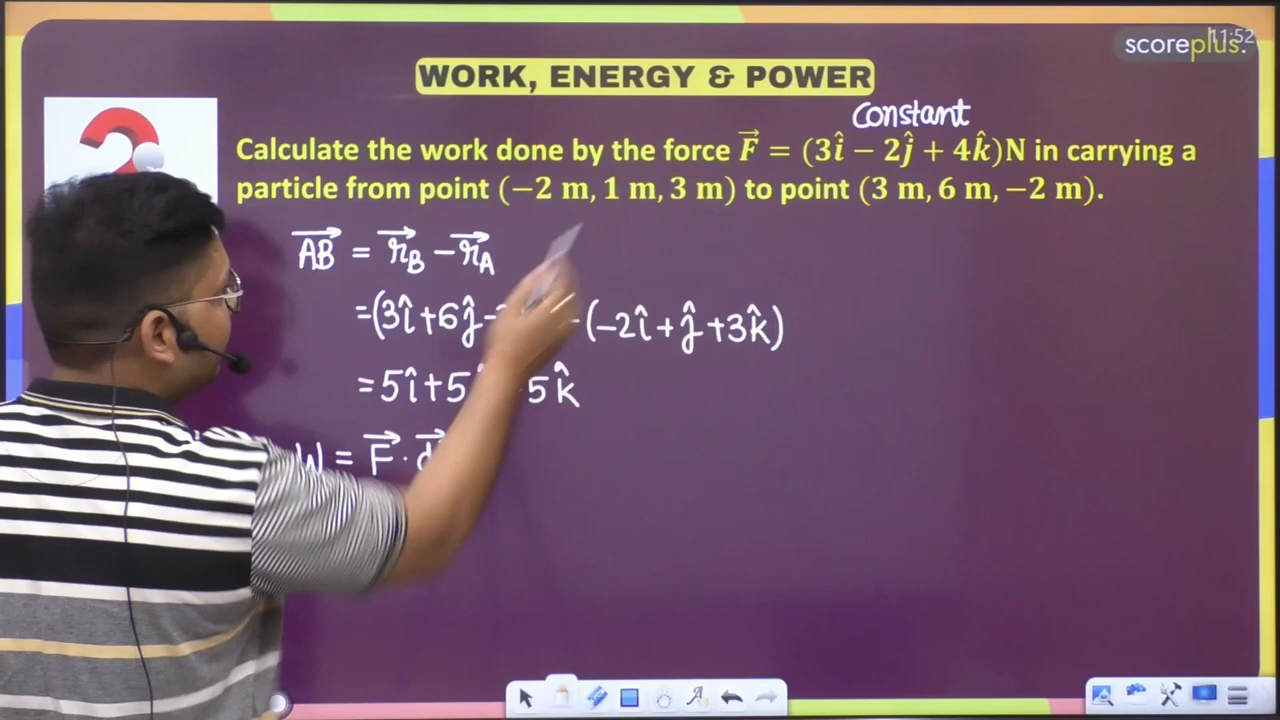 scoreplus.
11:52
WORK, ENERGY & POWER
Constant
Calculate the work done by the force F⃗ = (3î − 2ĵ + 4k̂)N in carrying a
particle from point (−2 m, 1 m, 3 m) to point (3 m, 6 m, −2 m).
AB⃗ = r⃗_B − r⃗_A
=(3î+6ĵ− (−2î+ĵ+3k̂)
=5î+5 5k̂
W = F⃗ ·